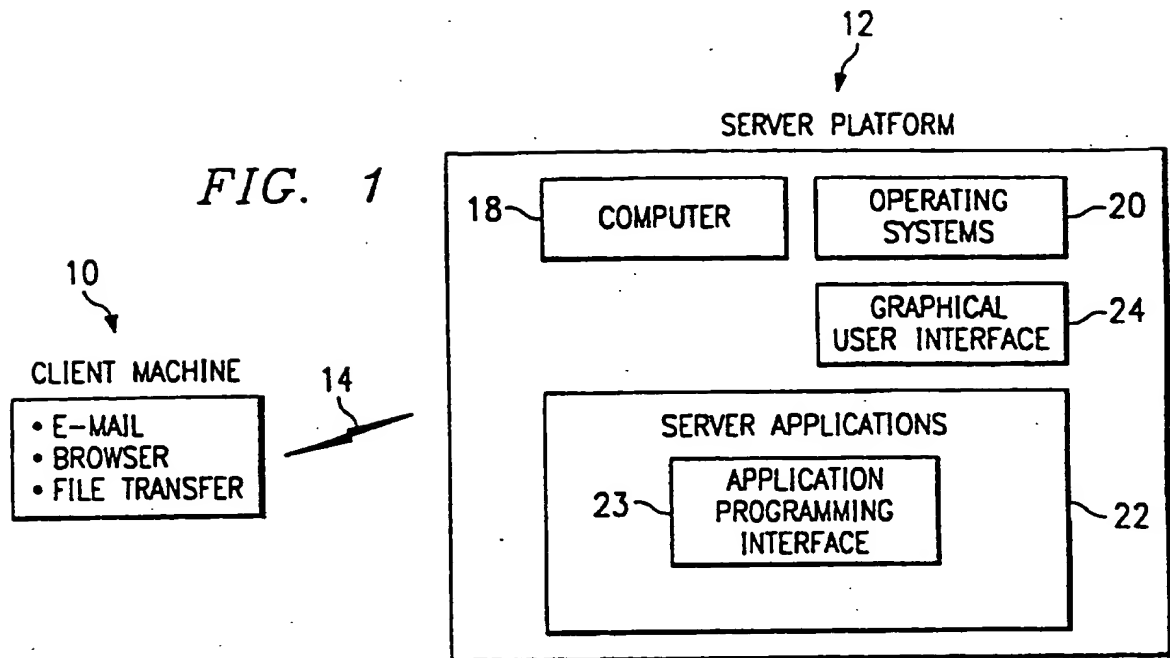 FIG. 1
12
SERVER PLATFORM
18
COMPUTER
OPERATING
SYSTEMS
20
GRAPHICAL
USER INTERFACE
24
10
CLIENT MACHINE
• E-MAIL
• BROWSER
• FILE TRANSFER
14
SERVER APPLICATIONS
23
APPLICATION
PROGRAMMING
INTERFACE
22